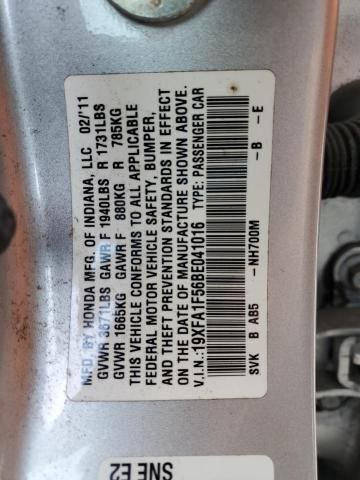 MFD. BY HONDA MFG. OF INDIANA, LLC 02/'11
GVWR 3671LBS GAWR F 1940LBS R 1731LBS
GVWR 1665KG GAWR F 880KG R 785KG
THIS VEHICLE CONFORMS TO ALL APPLICABLE
FEDERAL MOTOR VEHICLE SAFETY, BUMPER,
AND THEFT PREVENTION STANDARDS IN EFFECT
ON THE DATE OF MANUFACTURE SHOWN ABOVE.
V.I.N.:19XFA1F56BE041016 TYPE: PASSENGER CAR
SVK B AB5 -NH700M -B -E
SNE E2